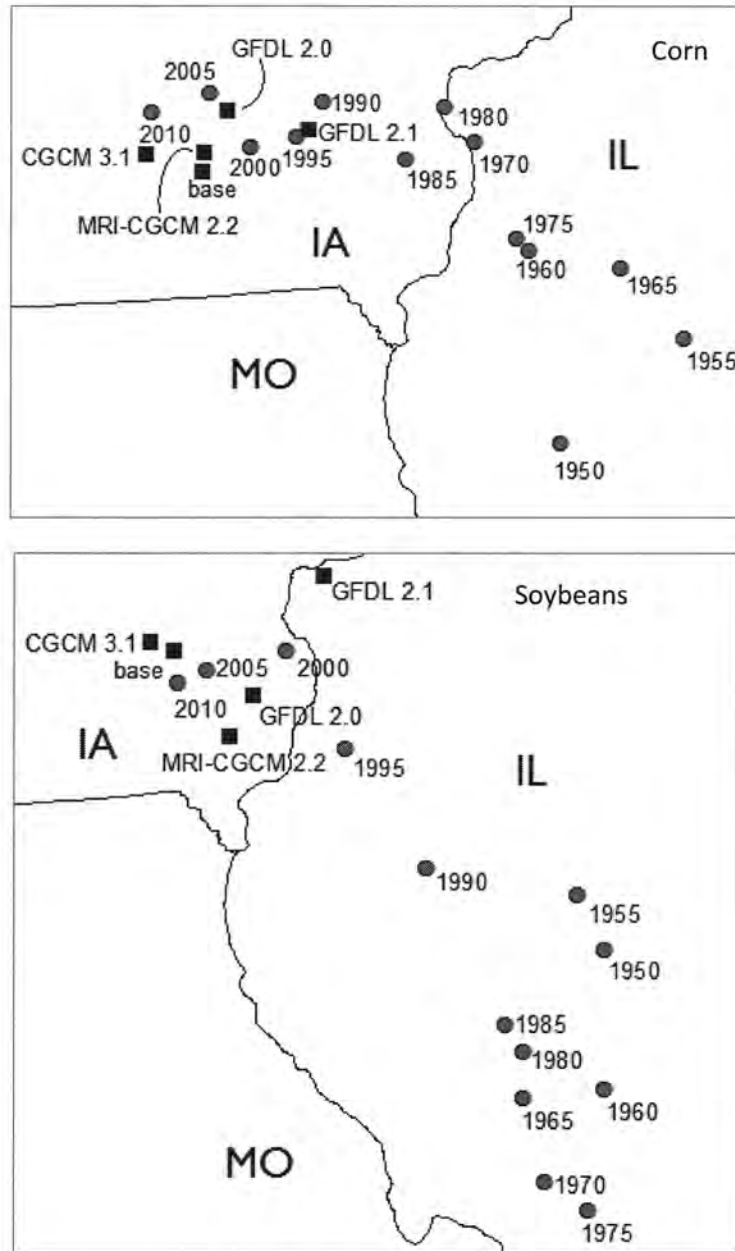 Corn
GFDL 2.0
2005
1990
1980
2010
GFDL 2.1
CGCM 3.1
2000
1995
1970
IL
1985
base
MRI-CGCM 2.2
IA
1975
1960
1965
MO
1955
1950
GFDL 2.1
Soybeans
CGCM 3.1
2000
base
2005
2010
GFDL 2.0
IA
MRI-CGCM 2.2
1995
IL
1990
1955
1950
1985
1980
1960
1965
MO
1970
1975